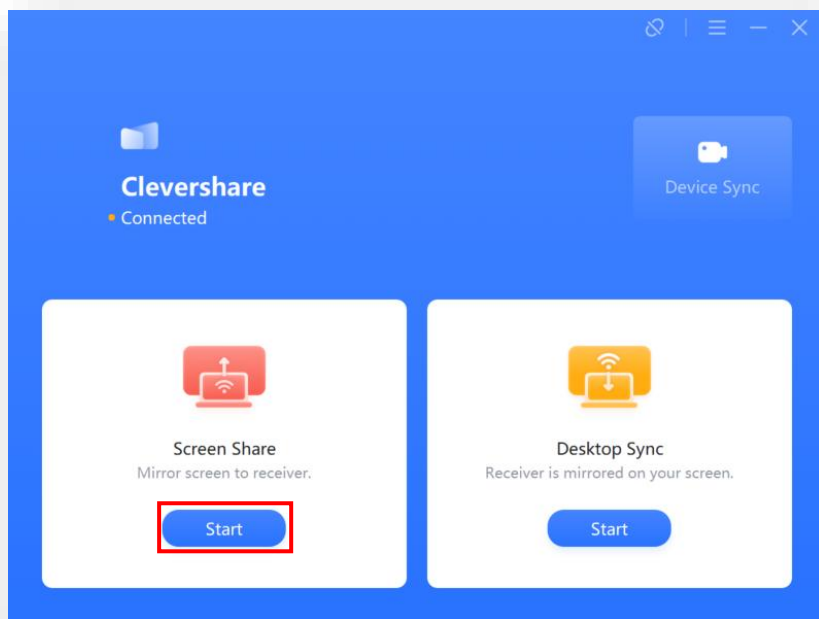 Clevershare
Connected
Device Sync
Screen Share
Mirror screen to receiver.
Start
Desktop Sync
Receiver is mirrored on your screen.
Start